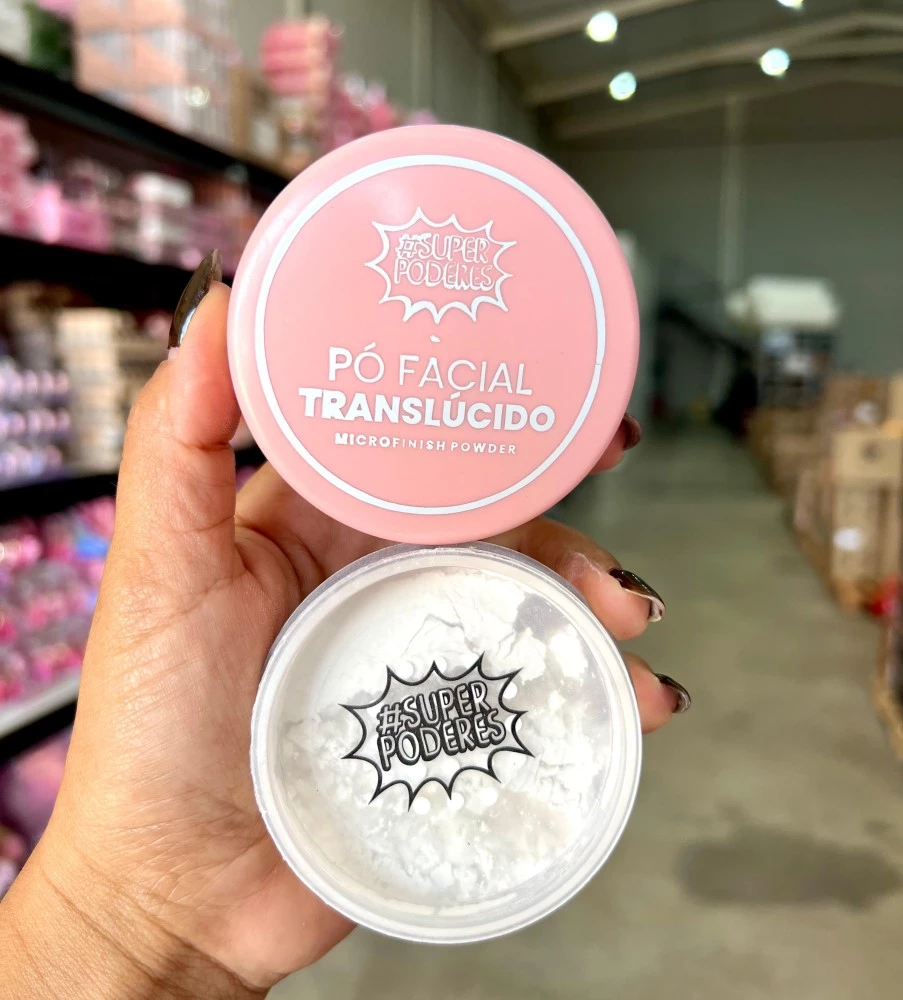 #SUPER
PODERES
PÓ FACIAL
TRANSLÚCIDO
MICROFINISH POWDER
#SUPER
PODERES